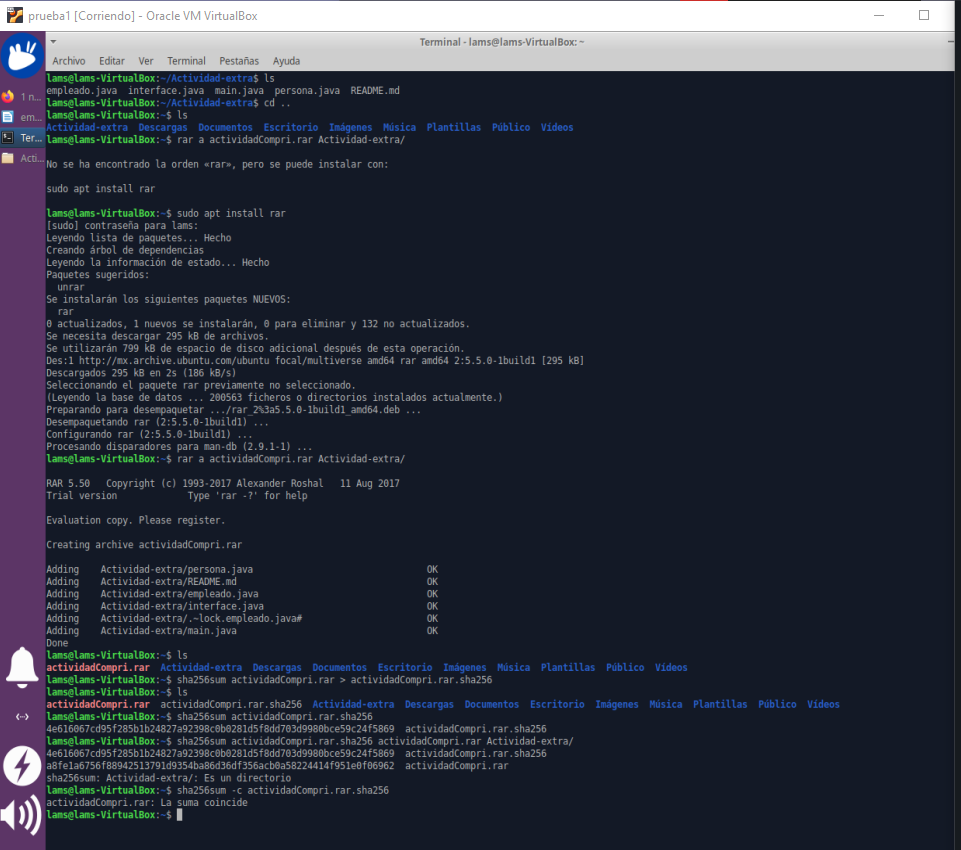 prueba1 [Corriendo] - Oracle VM VirtualBox
Terminal - lams@lams-VirtualBox: ~
Archivo Editar Ver Terminal Pestañas Ayuda
1 n...
em...
Ter...
Acti...
lams@lams-VirtualBox:~/Actividad-extra$ ls
empleado.java interface.java main.java persona.java README.md
lams@lams-VirtualBox:~/Actividad-extra$ cd ..
lams@lams-VirtualBox:~$ ls
Actividad-extra Descargas Documentos Escritorio Imágenes Música Plantillas Público Vídeos
lams@lams-VirtualBox:~$ rar a actividadCompri.rar Actividad-extra/
No se ha encontrado la orden «rar», pero se puede instalar con:
sudo apt install rar
lams@lams-VirtualBox:~$ sudo apt install rar
[sudo] contraseña para lams:
Leyendo lista de paquetes... Hecho
Creando árbol de dependencias
Leyendo la información de estado... Hecho
Paquetes sugeridos:
unrar
Se instalarán los siguientes paquetes NUEVOS:
rar
0 actualizados, 1 nuevos se instalarán, 0 para eliminar y 132 no actualizados.
Se necesita descargar 295 kB de archivos.
Se utilizarán 799 kB de espacio de disco adicional después de esta operación.
Des:1 http://mx.archive.ubuntu.com/ubuntu focal/multiverse amd64 rar amd64 2:5.5.0-1build1 [295 kB]
Descargados 295 kB en 2s (186 kB/s)
Seleccionando el paquete rar previamente no seleccionado.
(Leyendo la base de datos ... 200563 ficheros o directorios instalados actualmente.)
Preparando para desempaquetar .../rar_2%3a5.5.0-1build1_amd64.deb ...
Desempaquetando rar (2:5.5.0-1build1) ...
Configurando rar (2:5.5.0-1build1) ...
Procesando disparadores para man-db (2.9.1-1) ...
lams@lams-VirtualBox:~$ rar a actividadCompri.rar Actividad-extra/
RAR 5.50 Copyright (c) 1993-2017 Alexander Roshal 11 Aug 2017
Trial version Type 'rar -?' for help
Evaluation copy. Please register.
Creating archive actividadCompri.rar
Adding Actividad-extra/persona.java OK
Adding Actividad-extra/README.md OK
Adding Actividad-extra/empleado.java OK
Adding Actividad-extra/interface.java OK
Adding Actividad-extra/.~lock.empleado.java# OK
Adding Actividad-extra/main.java OK
Done
lams@lams-VirtualBox:~$ ls
actividadCompri.rar Actividad-extra Descargas Documentos Escritorio Imágenes Música Plantillas Público Vídeos
lams@lams-VirtualBox:~$ sha256sum actividadCompri.rar > actividadCompri.rar.sha256
lams@lams-VirtualBox:~$ ls
actividadCompri.rar actividadCompri.rar.sha256 Actividad-extra Descargas Documentos Escritorio Imágenes Música Plantillas Público Vídeos
lams@lams-VirtualBox:~$ sha256sum actividadCompri.rar.sha256
4e616067cd95f285b1b24827a92398c0b0281d5f8dd703d9980bce59c24f5869 actividadCompri.rar.sha256
lams@lams-VirtualBox:~$ sha256sum actividadCompri.rar.sha256 actividadCompri.rar Actividad-extra/
4e616067cd95f285b1b24827a92398c0b0281d5f8dd703d9980bce59c24f5869 actividadCompri.rar.sha256
a8fe1a6756f88942513791d9354ba86d36df356acb0a58224414f951e0f06962 actividadCompri.rar
sha256sum: Actividad-extra/: Es un directorio
lams@lams-VirtualBox:~$ sha256sum -c actividadCompri.rar.sha256
actividadCompri.rar: La suma coincide
lams@lams-VirtualBox:~$